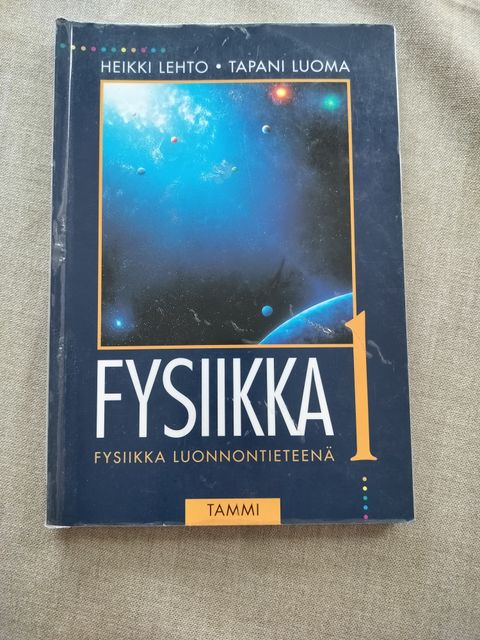 HEIKKI LEHTO • TAPANI LUOMA
FYSIIKKA 1
FYSIIKKA LUONNONTIETEENÄ
TAMMI